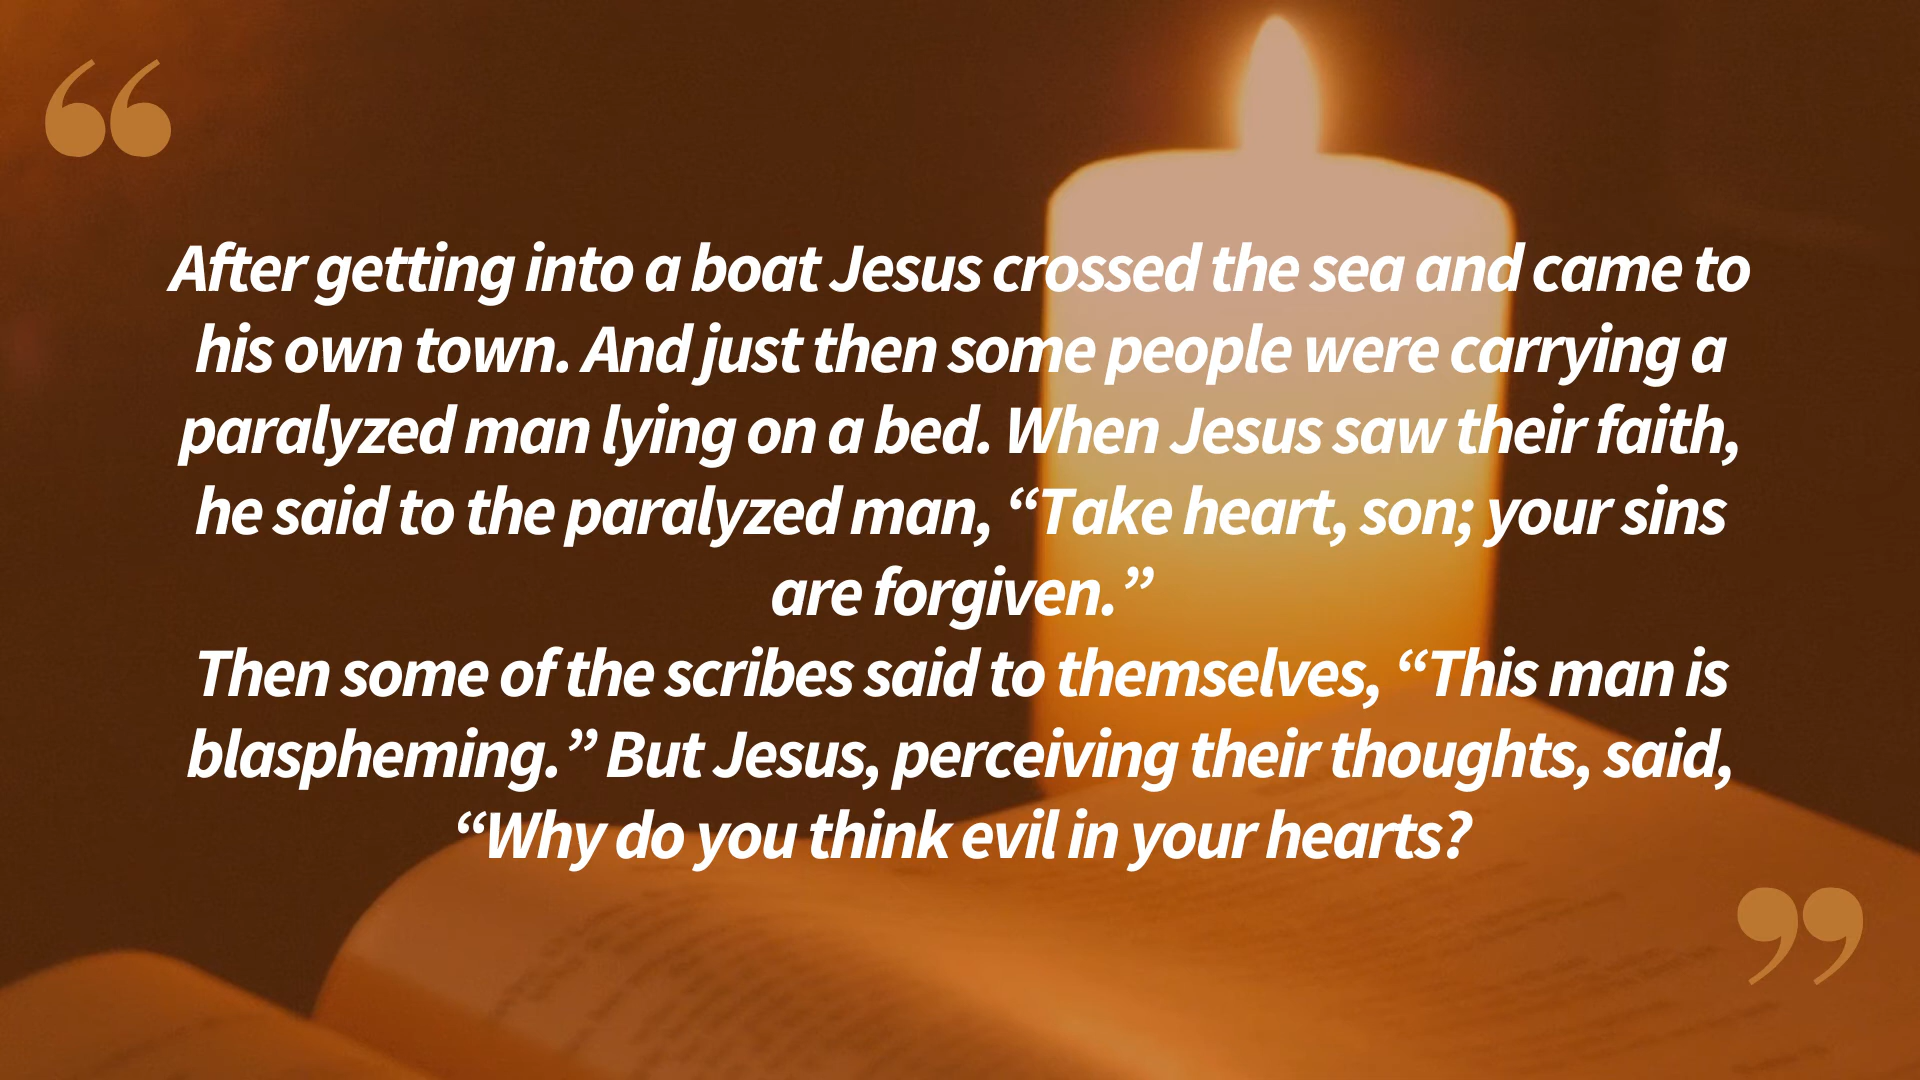 “
After getting into a boat Jesus crossed the sea and came to
his own town. And just then some people were carrying a
paralyzed man lying on a bed. When Jesus saw their faith,
he said to the paralyzed man, “Take heart, son; your sins
are forgiven.”
Then some of the scribes said to themselves, “This man is
blaspheming.” But Jesus, perceiving their thoughts, said,
“Why do you think evil in your hearts?
”